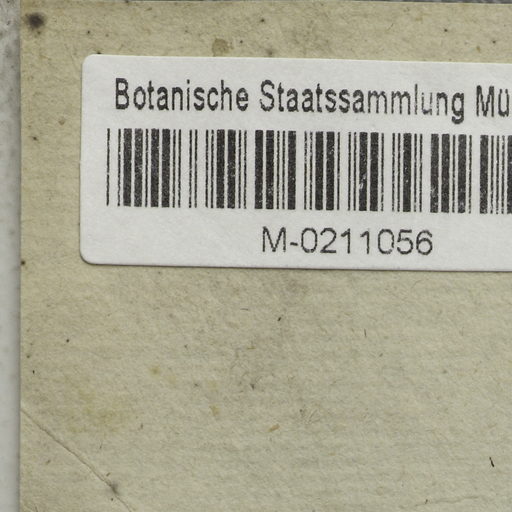 Botanische Staatssammlung Mü
M-0211056